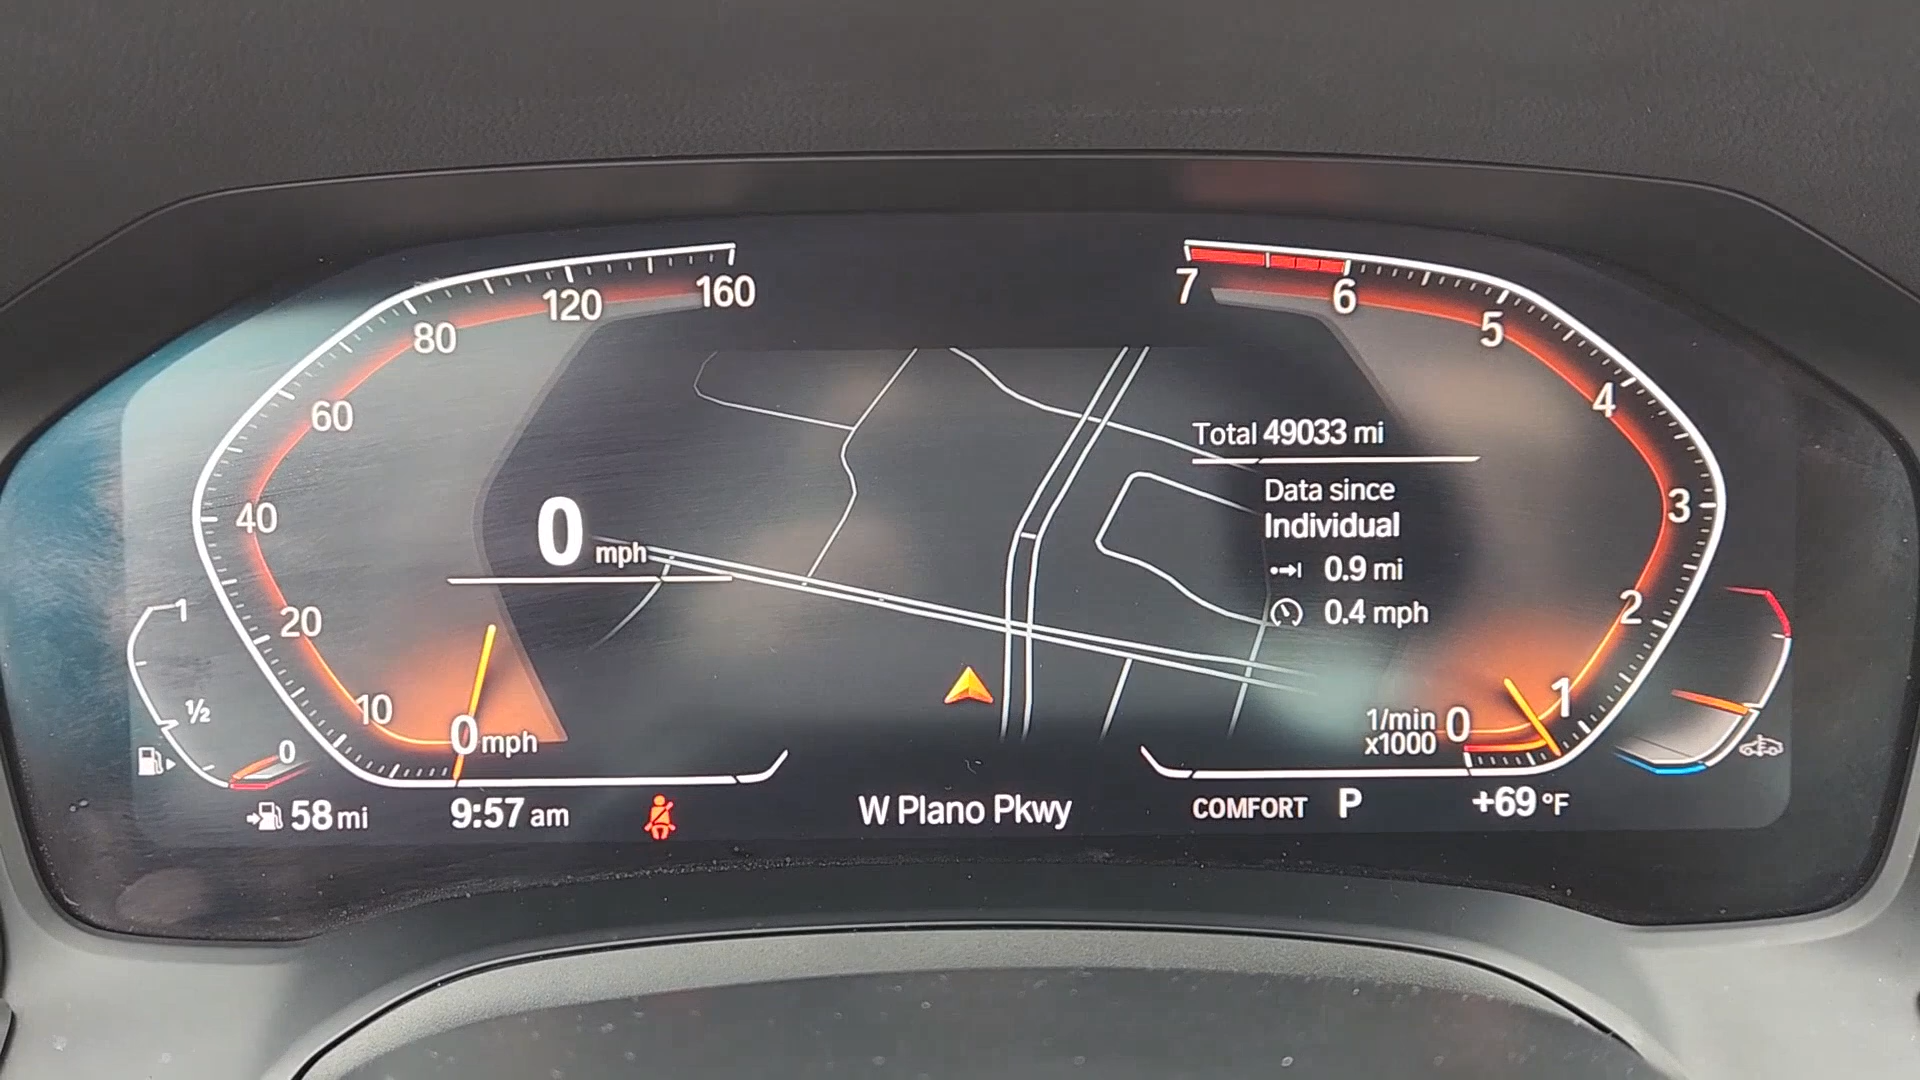 160
120
80
60
40
20
10
0 mph
0 mph
1
1/2
0
7
6
5
4
3
2
1
0
1/min
x1000
Total 49033 mi
Data since
Individual
0.9 mi
0.4 mph
58 mi
9:57 am
W Plano Pkwy
COMFORT P
+69 °F